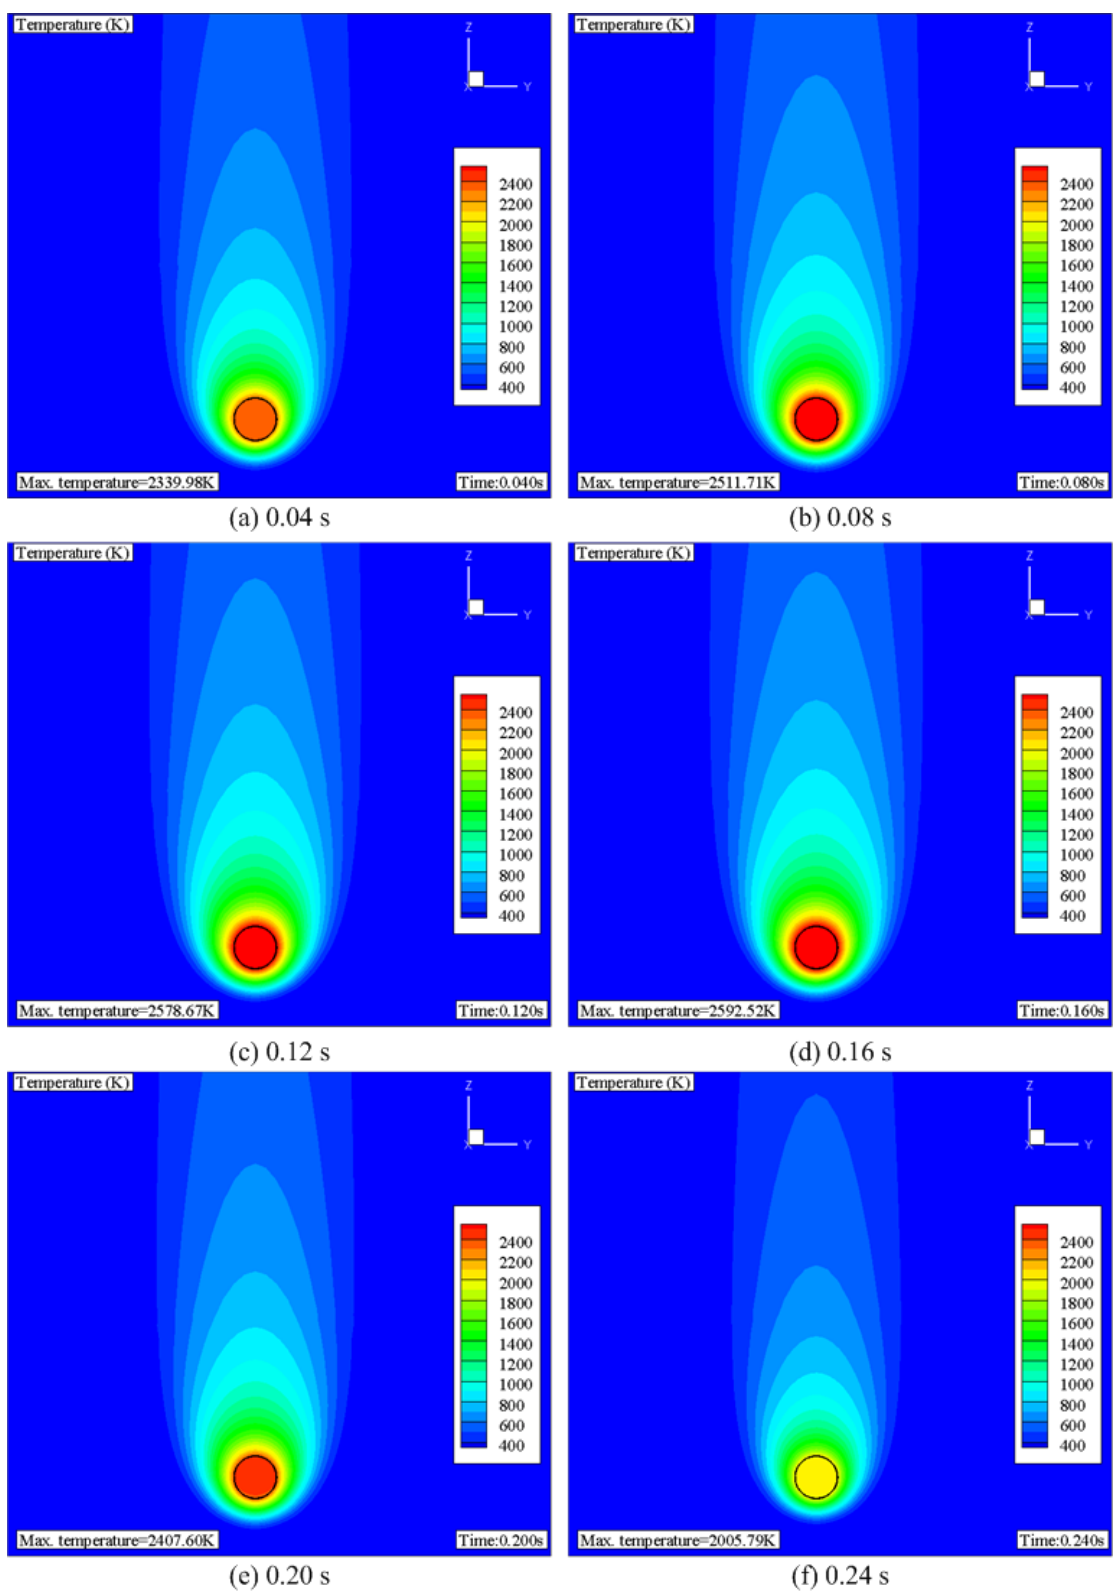 Temperature (K)
Z
X
Y
2400
2200
2000
1800
1600
1400
1200
1000
800
600
400
Max. temperature=2339.98K
Time:0.040s
(a) 0.04 s
Temperature (K)
Z
X
Y
2400
2200
2000
1800
1600
1400
1200
1000
800
600
400
Max. temperature=2511.71K
Time:0.080s
(b) 0.08 s
Temperature (K)
Z
X
Y
2400
2200
2000
1800
1600
1400
1200
1000
800
600
400
Max. temperature=2578.67K
Time:0.120s
(c) 0.12 s
Temperature (K)
Z
X
Y
2400
2200
2000
1800
1600
1400
1200
1000
800
600
400
Max. temperature=2592.52K
Time:0.160s
(d) 0.16 s
Temperature (K)
Z
X
Y
2400
2200
2000
1800
1600
1400
1200
1000
800
600
400
Max. temperature=2407.60K
Time:0.200s
(e) 0.20 s
Temperature (K)
Z
X
Y
2400
2200
2000
1800
1600
1400
1200
1000
800
600
400
Max. temperature=2005.79K
Time:0.240s
(f) 0.24 s